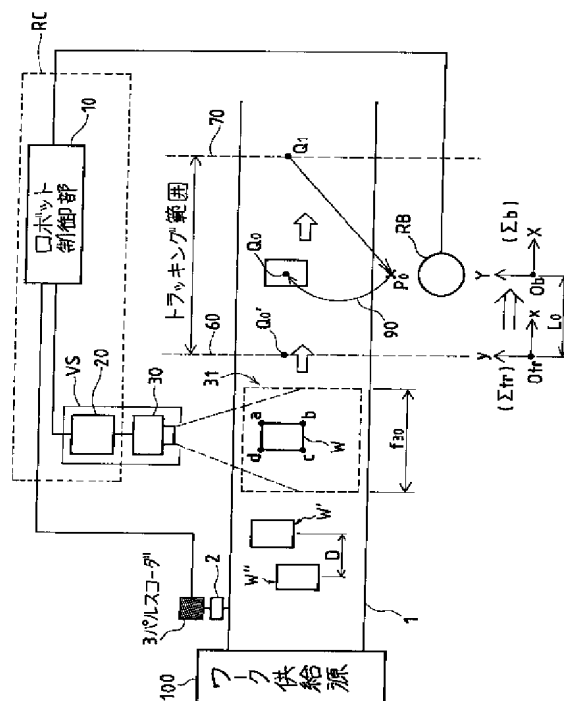 RC
10
ロボット
制御部
VS
20
30
31
60
トラッキング範囲
70
Q0'
Q0
Q1
90
P0
RB
a
b
c
d
W
f30
W'
W"
D
3パルスコーダ
2
1
100
ワーク
供給源
(Σtr)
y
x
Otr
(Σb)
Y
X
Ob
L0